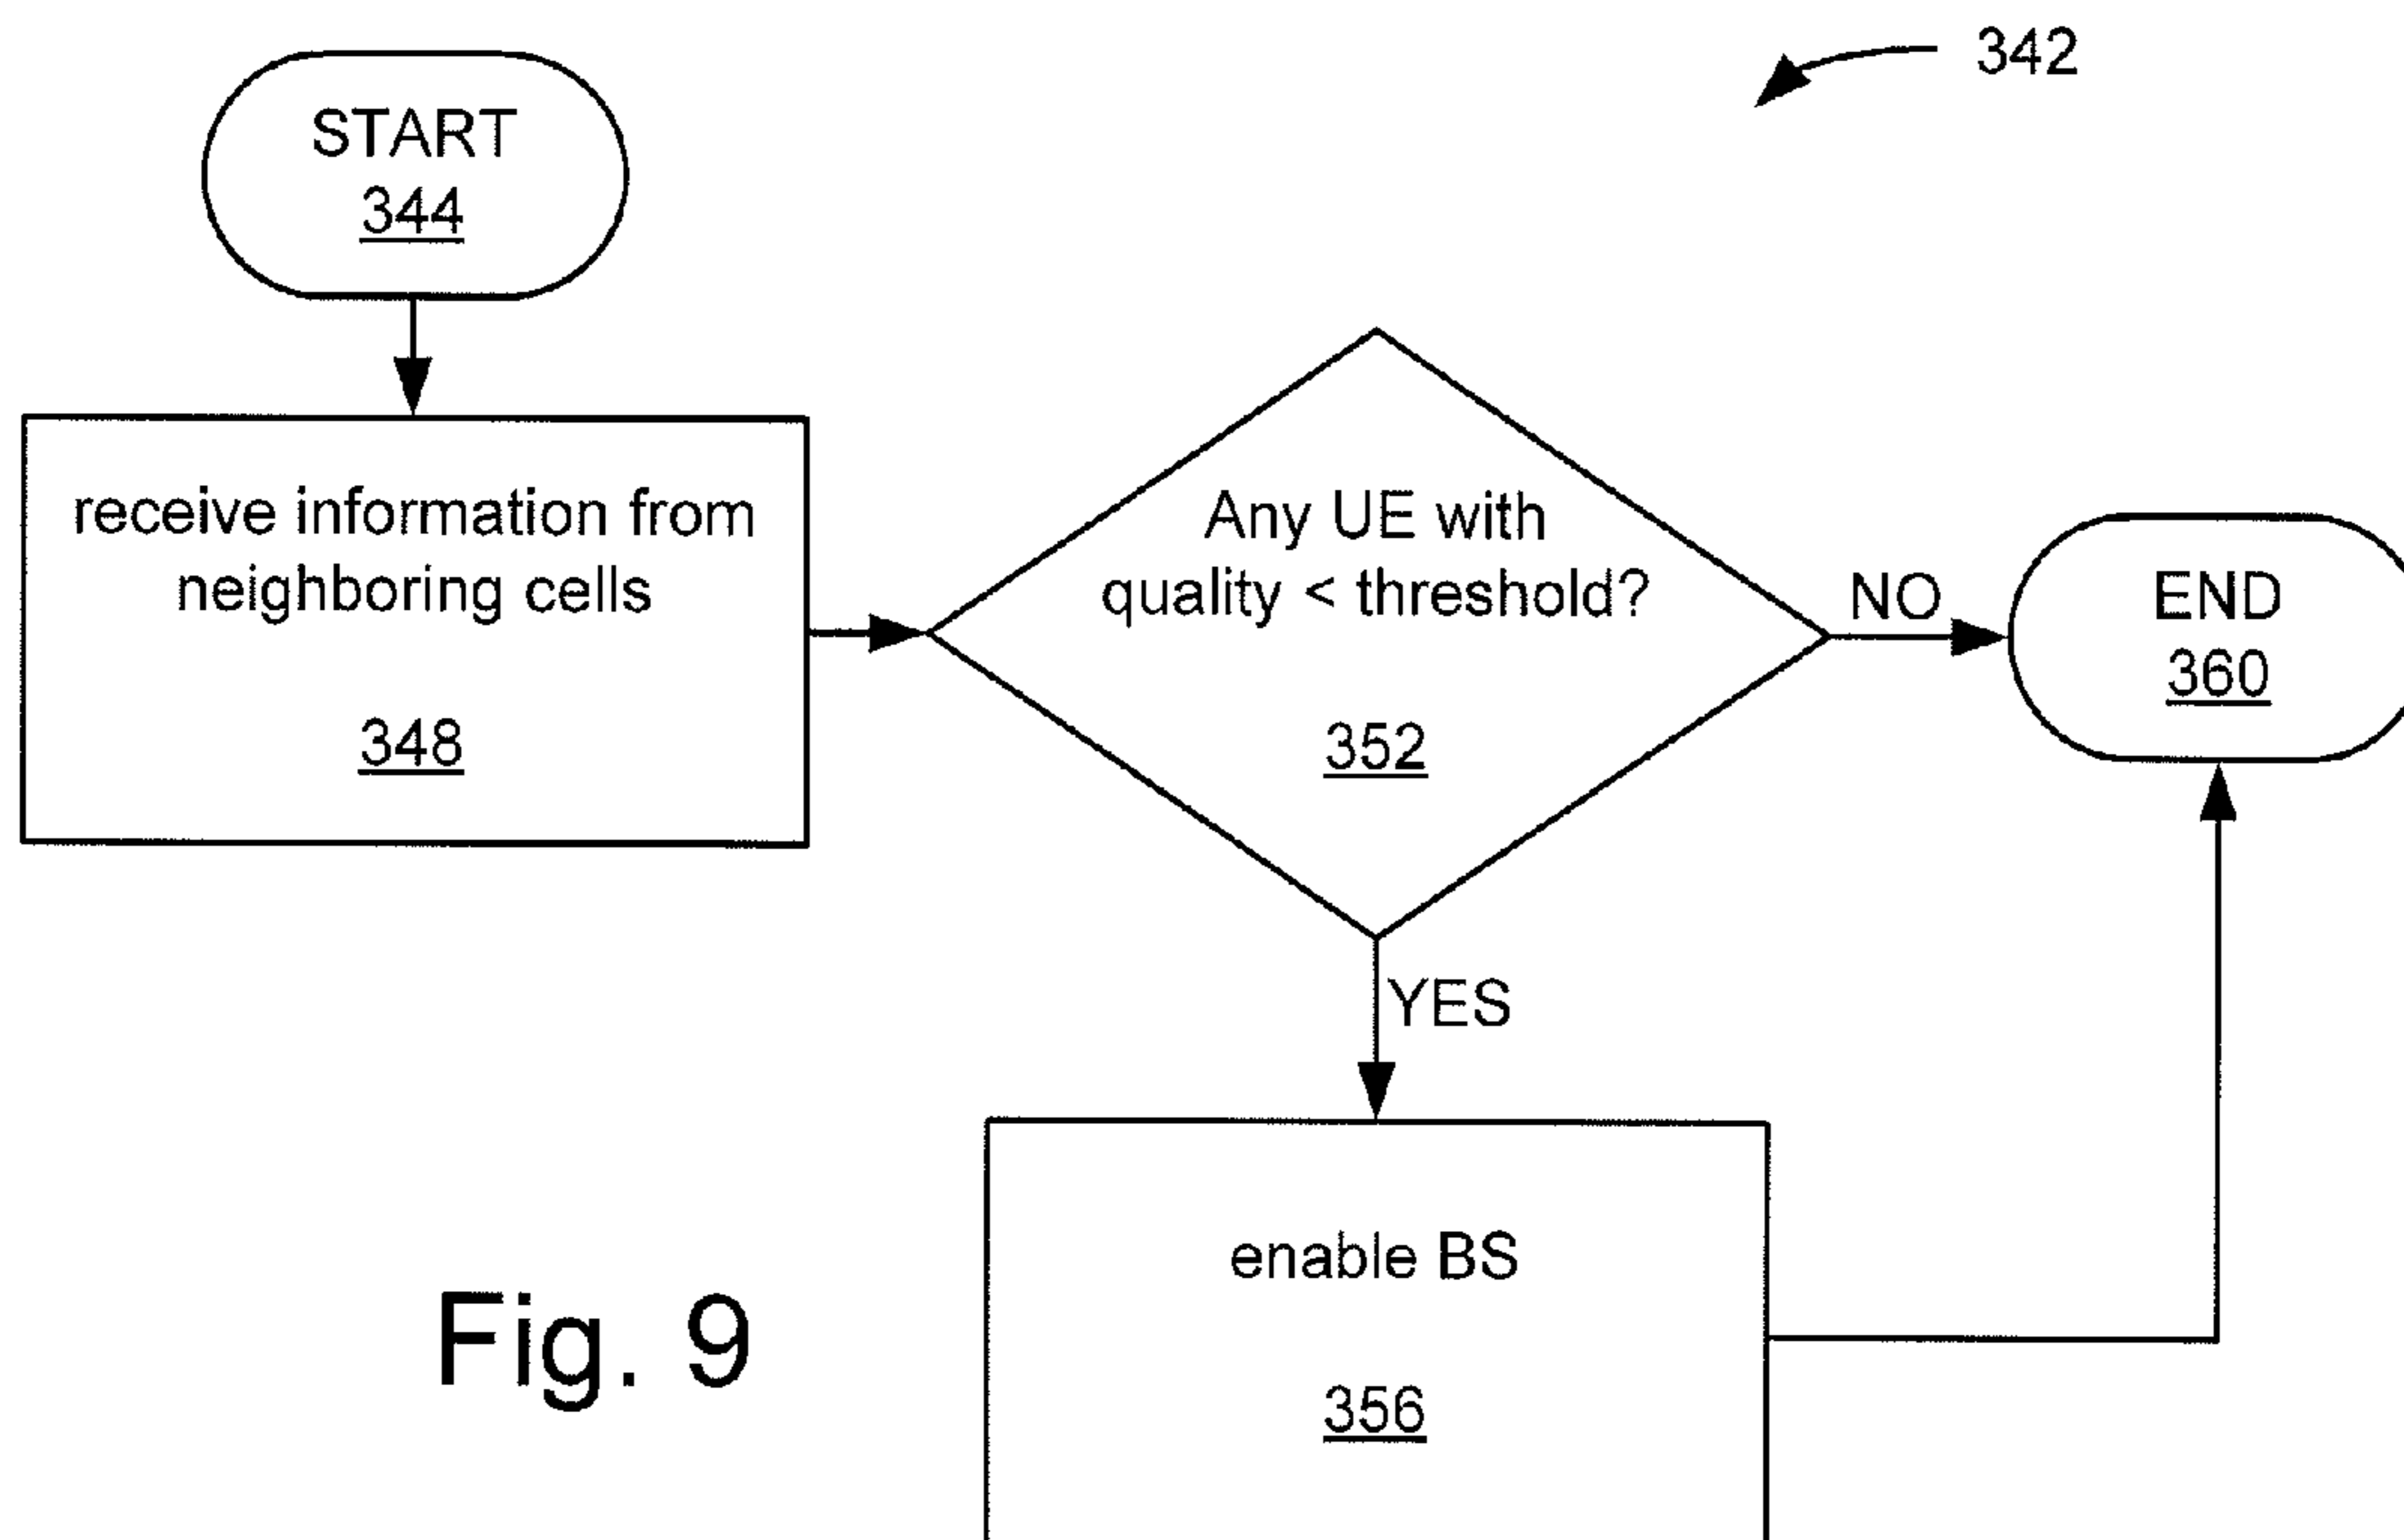 342
START
344
receive information from
neighboring cells
348
Any UE with
quality < threshold?
352
NO
END
360
YES
enable BS
356
Fig. 9